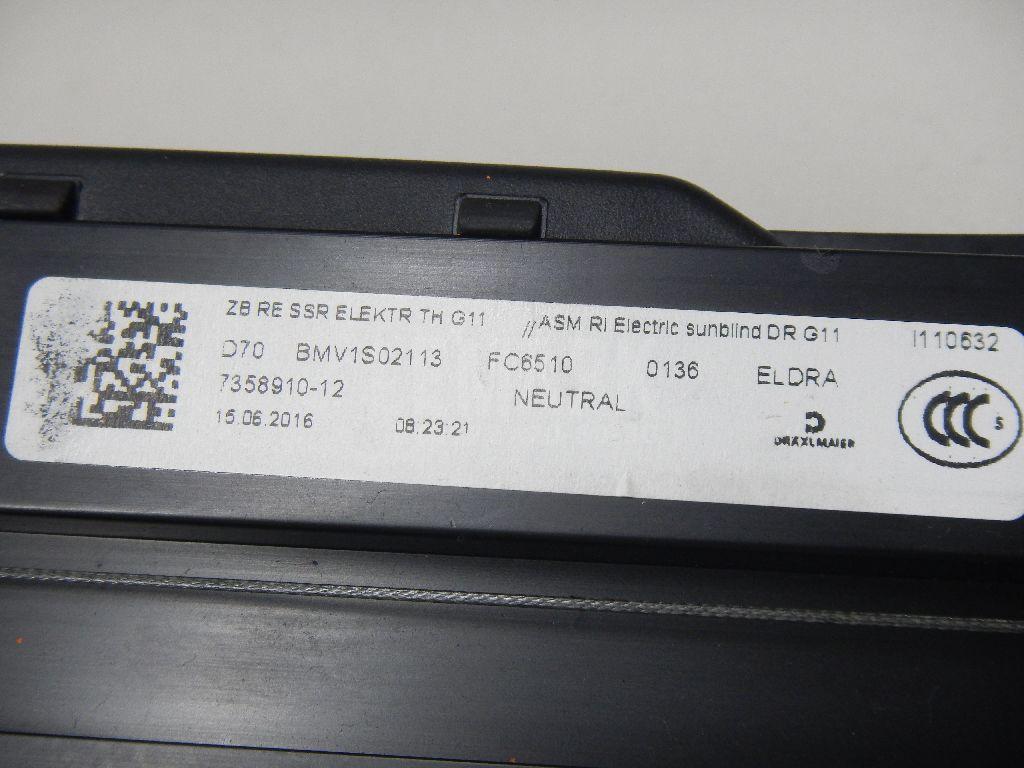 ZB RE SSR ELEKTR TH G11 //ASM RI Electric sunblind DR G11 I110632
D70 BMV1S02113 FC6510 0136 ELDRA
7358910-12 NEUTRAL
15.06.2016 08:23:21 DRÄXLMAIER
CCC S